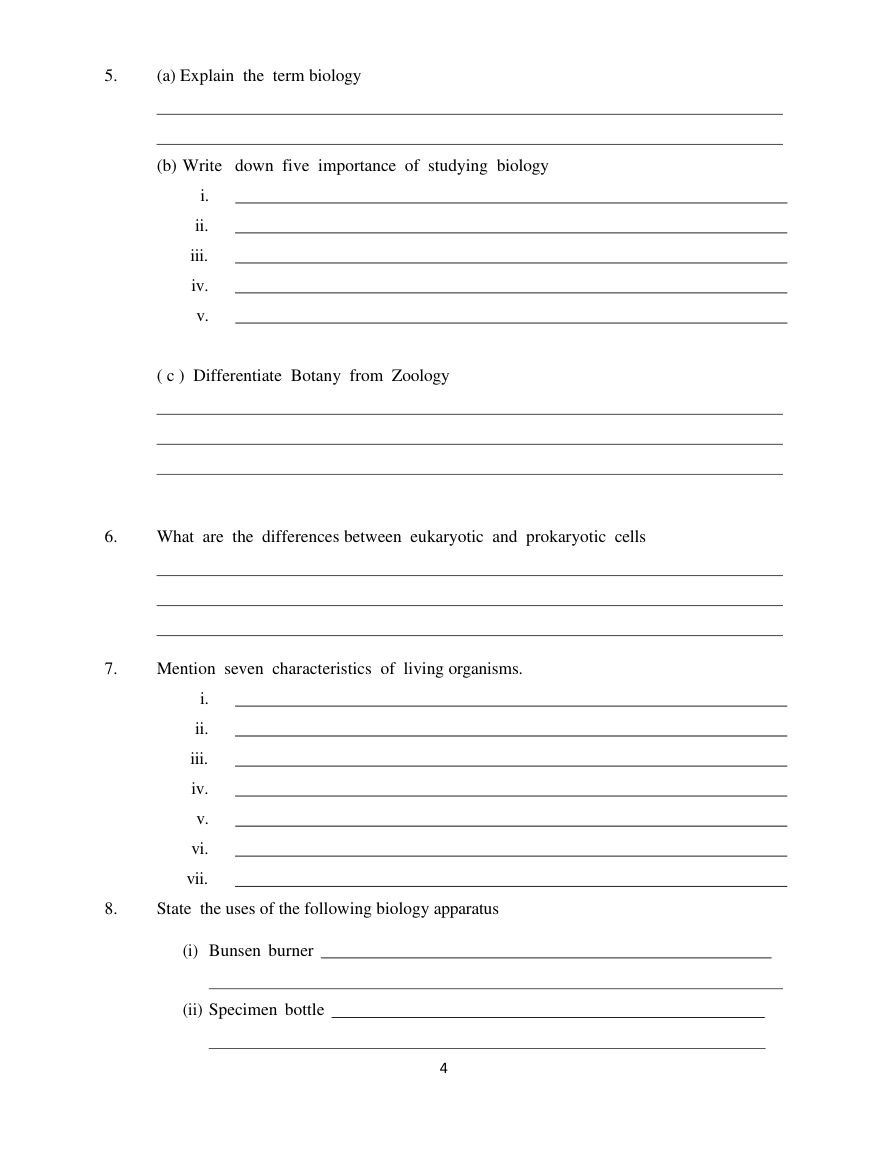 5. (a) Explain the term biology
(b) Write down five importance of studying biology
i.
ii.
iii.
iv.
v.
( c ) Differentiate Botany from Zoology
6. What are the differences between eukaryotic and prokaryotic cells
7. Mention seven characteristics of living organisms.
i.
ii.
iii.
iv.
v.
vi.
vii.
8. State the uses of the following biology apparatus
(i) Bunsen burner
(ii) Specimen bottle
4